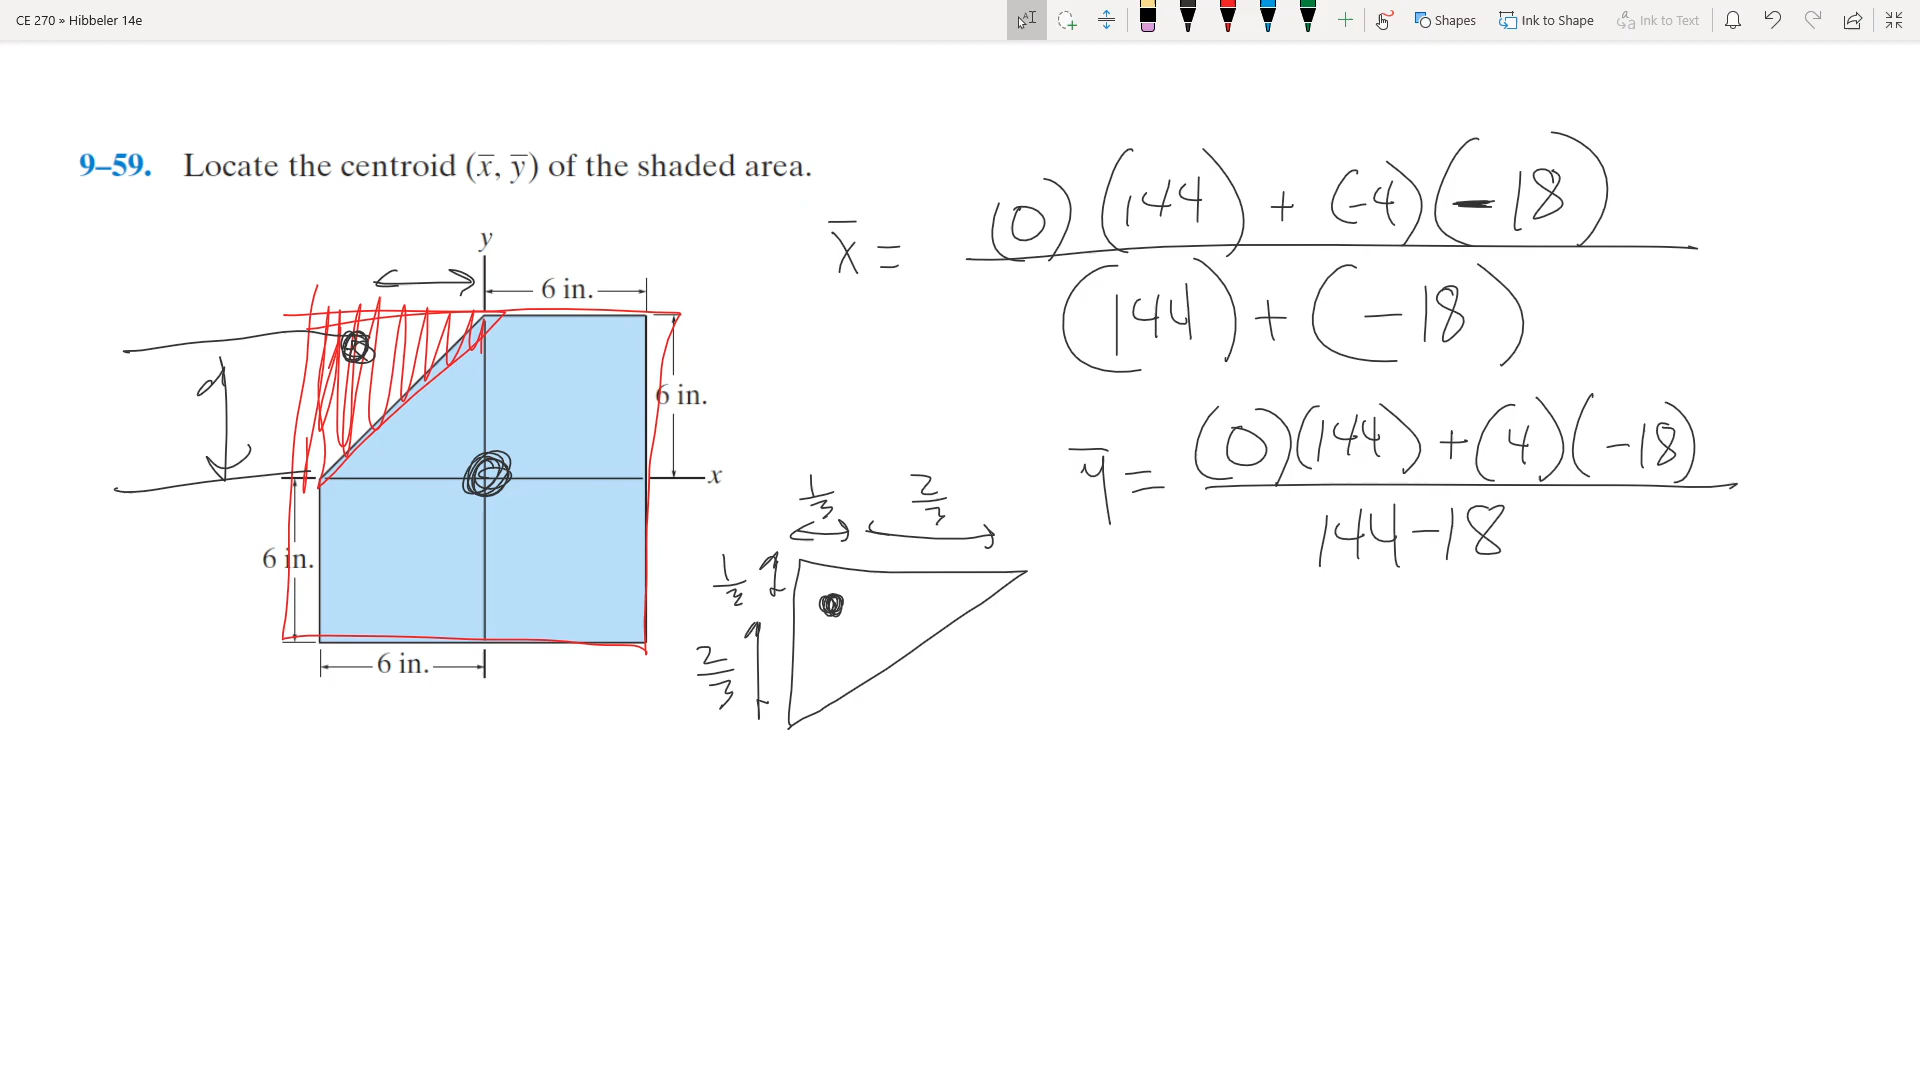 CE 270 » Hibbeler 14e
Shapes
Ink to Shape
Ink to Text
9–59. Locate the centroid (x̅, y̅) of the shaded area.
y
6 in.
6 in.
x
6 in.
6 in.
x̅ = (0)(144) + (-4)(-18)
(144) + (-18)
y̅ = (0)(144) + (4)(-18)
144 - 18
1/3 2/3
1/3
2/3